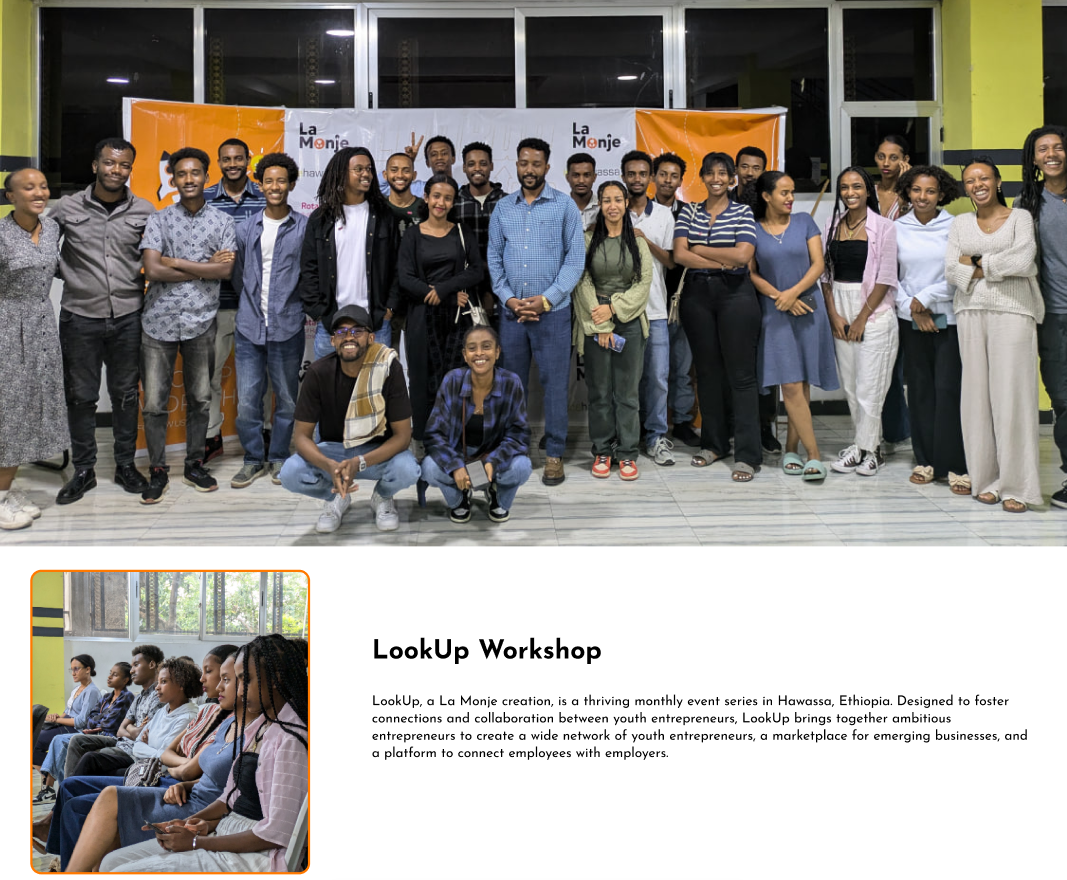 La
Monje
La
Monje
LookUp Workshop
LookUp, a La Monje creation, is a thriving monthly event series in Hawassa, Ethiopia. Designed to foster
connections and collaboration between youth entrepreneurs, LookUp brings together ambitious
entrepreneurs to create a wide network of youth entrepreneurs, a marketplace for emerging businesses, and
a platform to connect employees with employers.